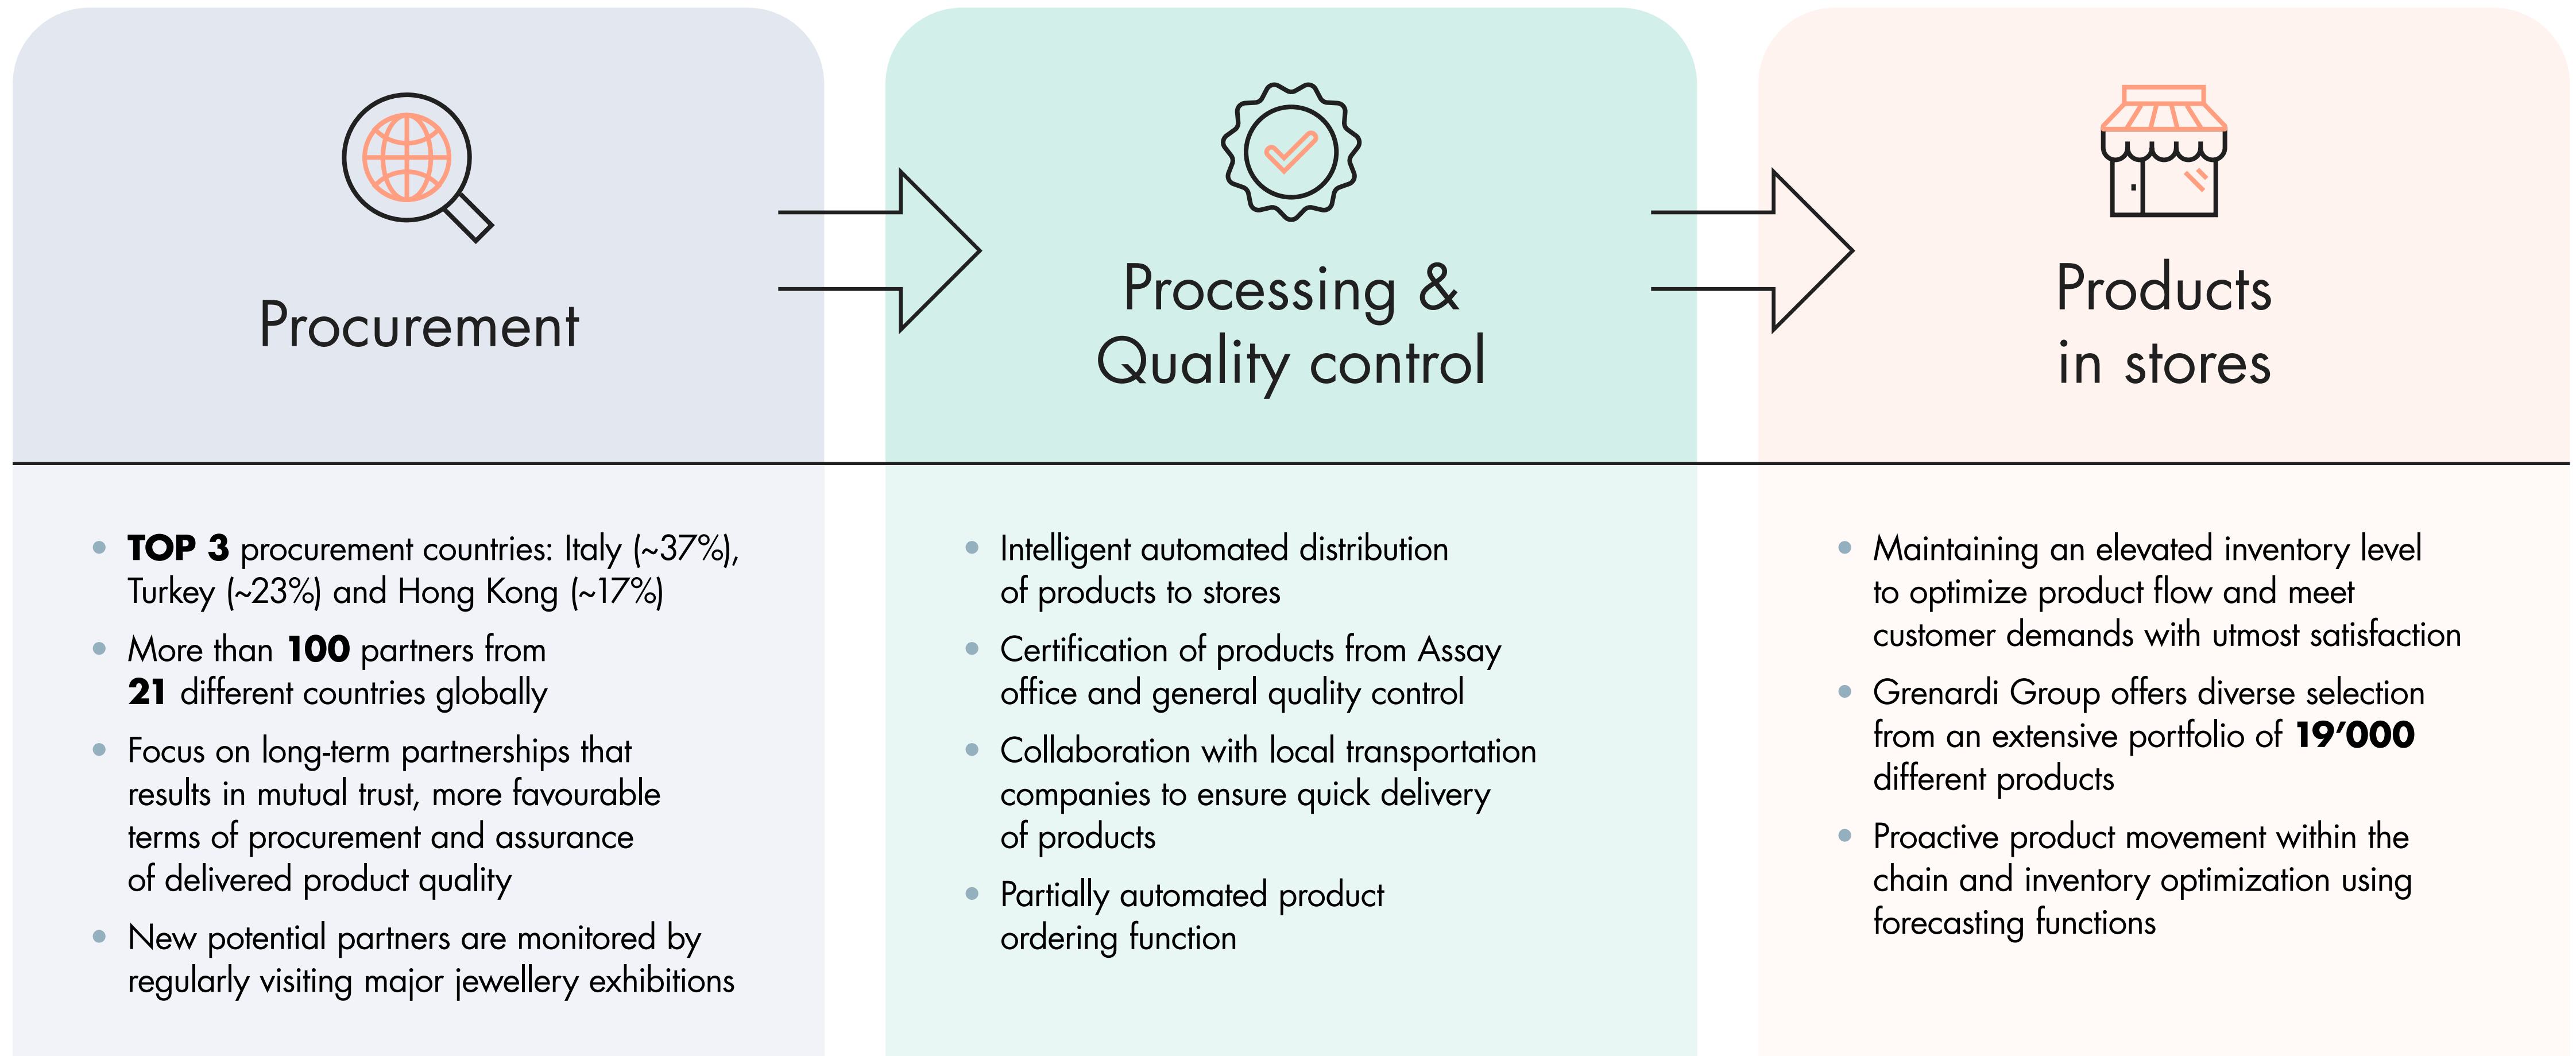 Procurement
• TOP 3 procurement countries: Italy (~37%),
Turkey (~23%) and Hong Kong (~17%)
• More than 100 partners from
21 different countries globally
• Focus on long-term partnerships that
results in mutual trust, more favourable
terms of procurement and assurance
of delivered product quality
• New potential partners are monitored by
regularly visiting major jewellery exhibitions
Processing &
Quality control
• Intelligent automated distribution
of products to stores
• Certification of products from Assay
office and general quality control
• Collaboration with local transportation
companies to ensure quick delivery
of products
• Partially automated product
ordering function
Products
in stores
• Maintaining an elevated inventory level
to optimize product flow and meet
customer demands with utmost satisfaction
• Grenardi Group offers diverse selection
from an extensive portfolio of 19’000
different products
• Proactive product movement within the
chain and inventory optimization using
forecasting functions